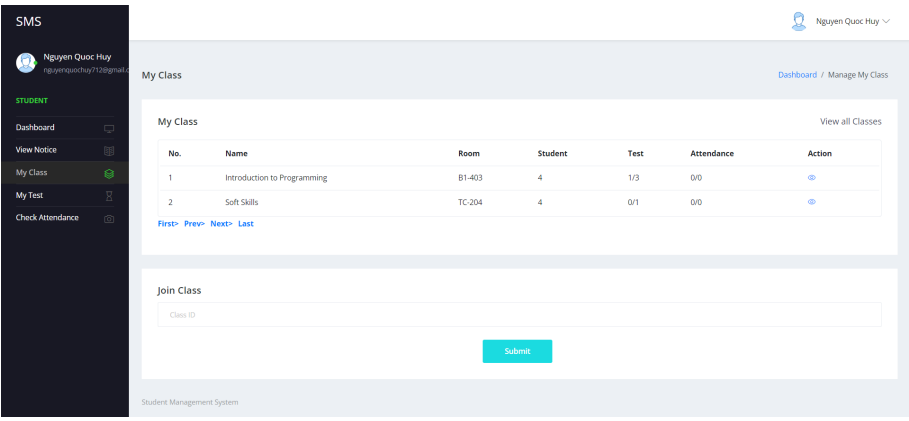 SMS
Nguyen Quoc Huy
Nguyen Quoc Huy
My Class
Dashboard / Manage My Class
STUDENT
Dashboard
View Notice
My Class
My Test
Check Attendance
My Class
View all Classes
No. Name Room Student Test Attendance Action
1 Introduction to Programming B1-403 4 1/3 0/0
2 Soft Skills TC-204 4 0/1 0/0
First> Prev> Next> Last
Join Class
Class ID
Submit
Student Management System